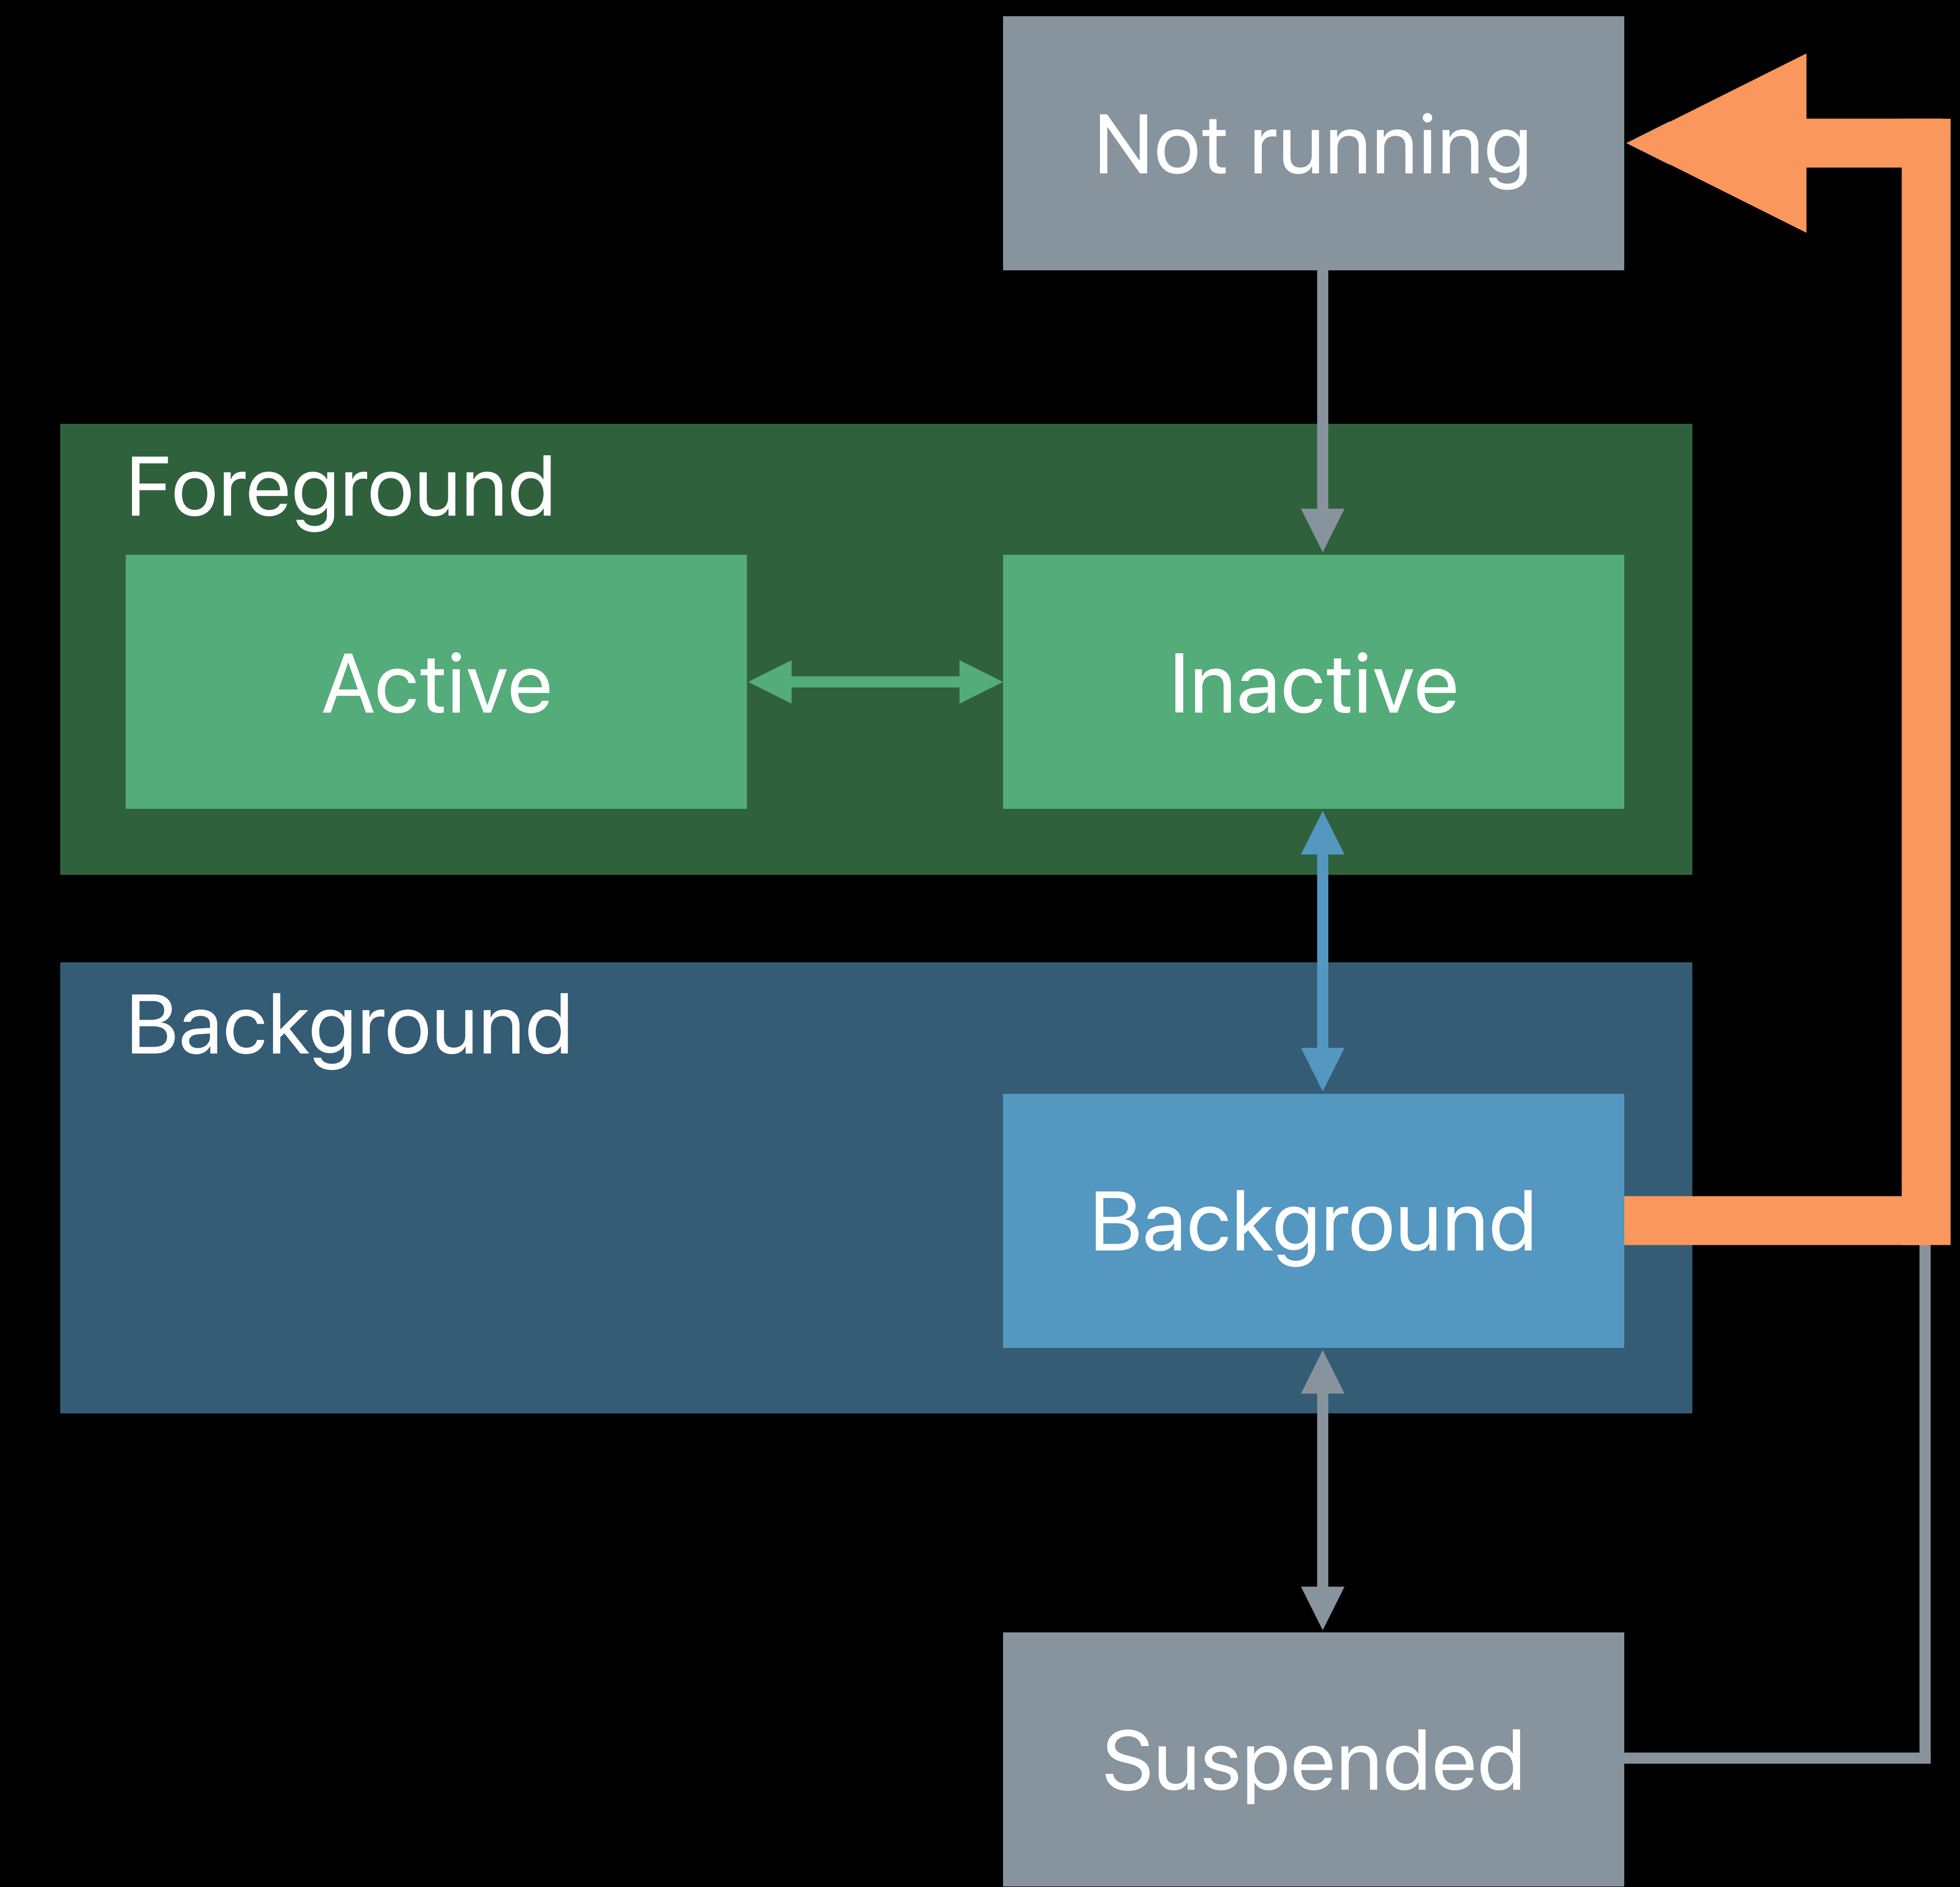 Not running
Foreground
Active
Inactive
Background
Background
Suspended